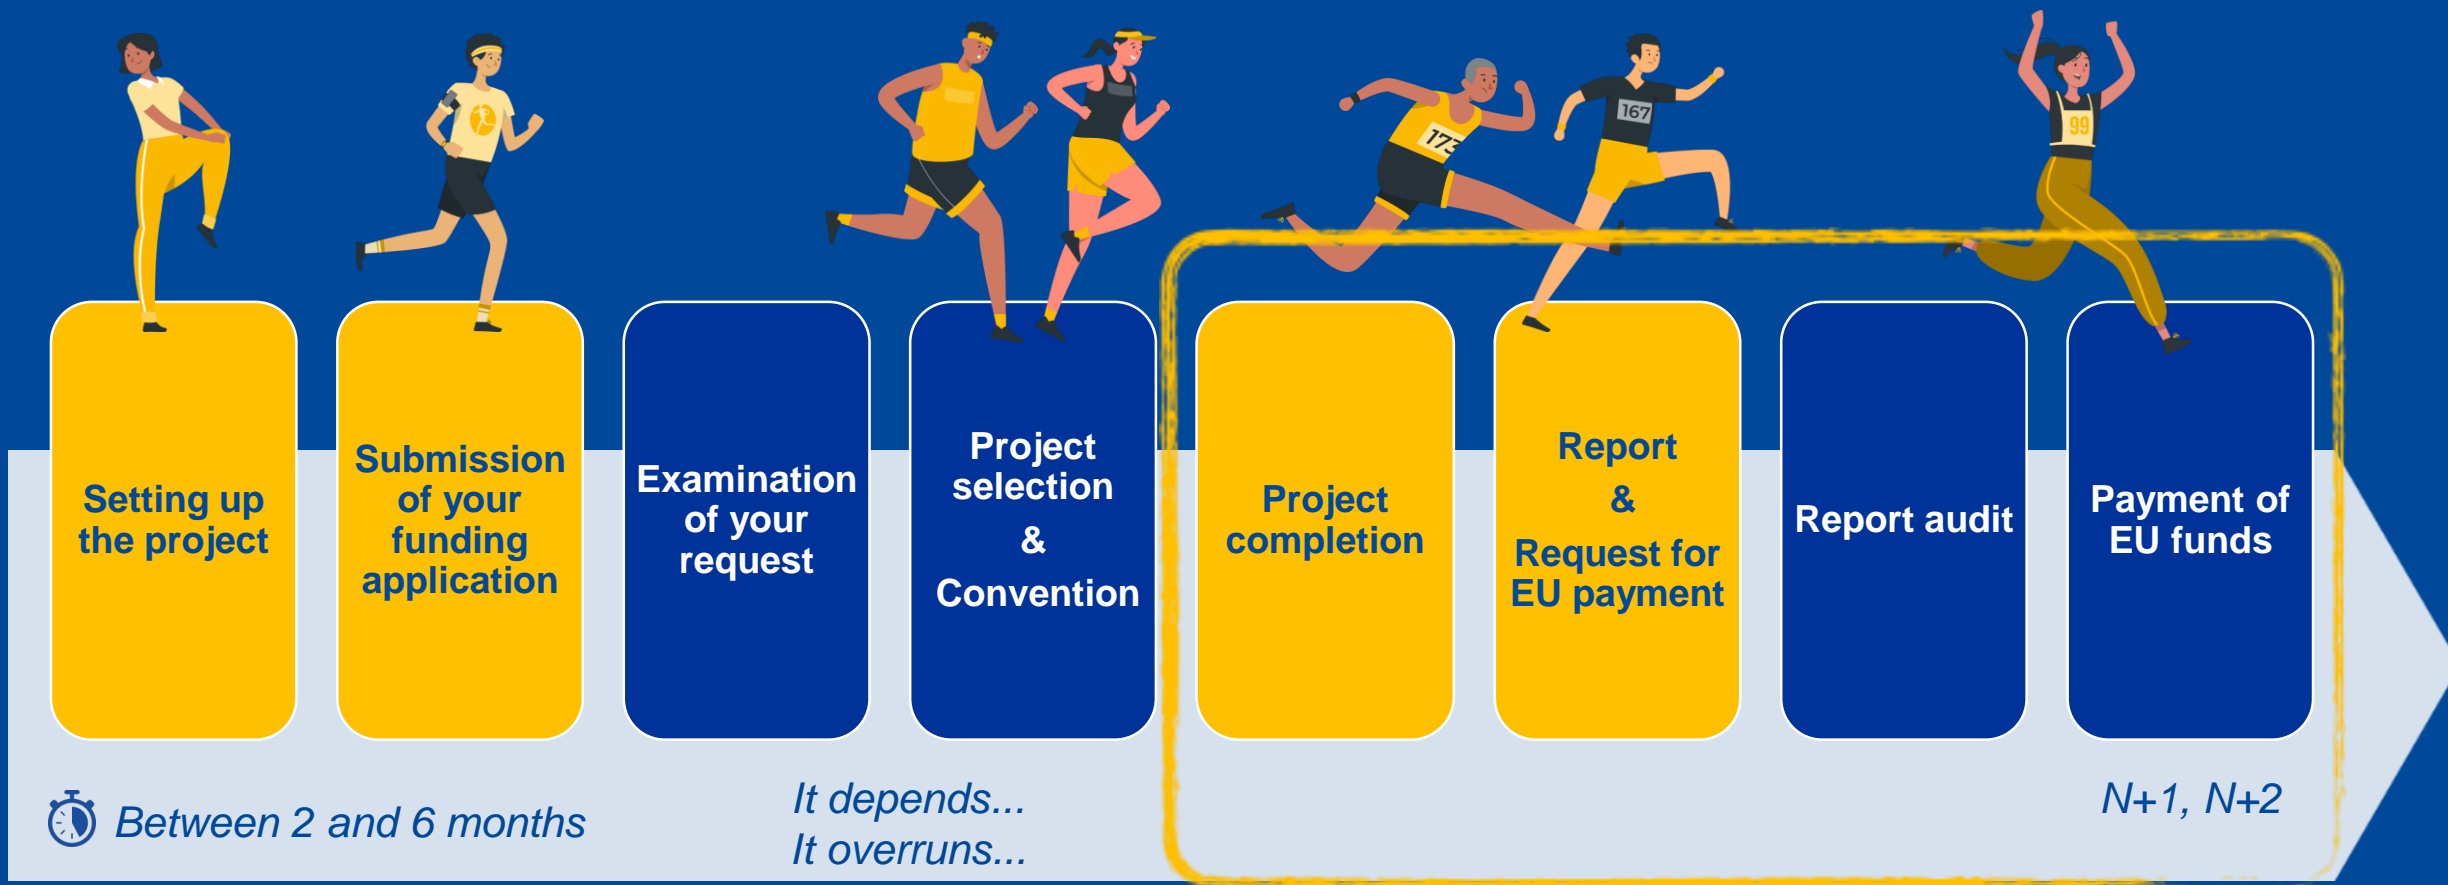 173
167
99
Setting up
the project
Submission
of your
funding
application
Examination
of your
request
Project
selection
&
Convention
Project
completion
Report
&
Request for
EU payment
Report audit
Payment of
EU funds
Between 2 and 6 months
It depends...
It overruns...
N+1, N+2